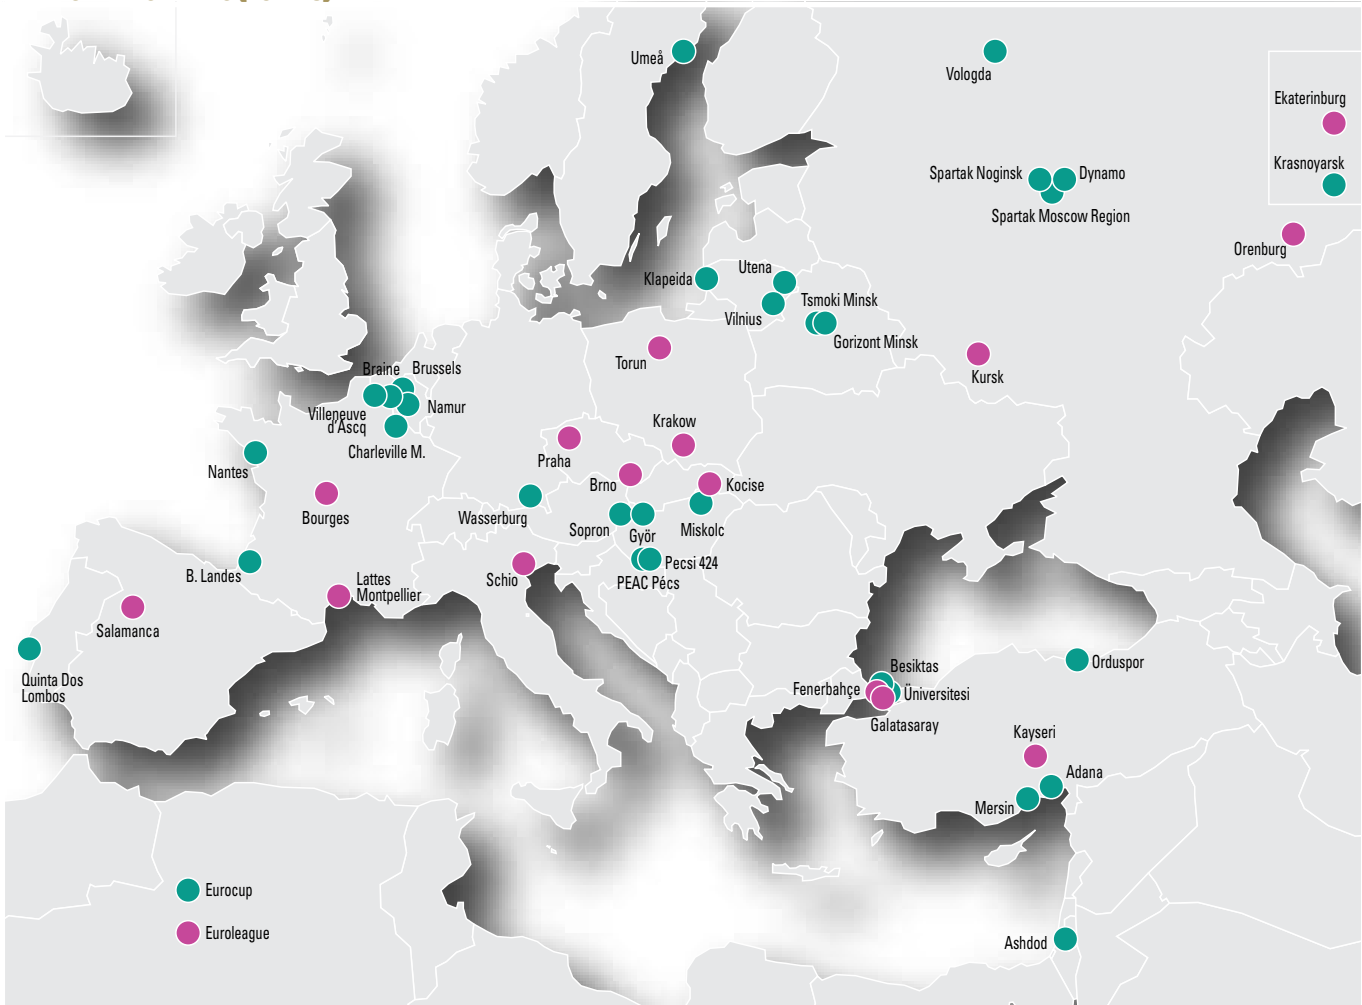 Umeå
Vologda
Ekaterinburg
Krasnoyarsk
Spartak Noginsk
Dynamo
Spartak Moscow Region
Orenburg
Klapeida
Utena
Vilnius
Tsmoki Minsk
Gorizont Minsk
Torun
Kursk
Braine
Brussels
Villeneuve
d'Ascq
Namur
Charleville M.
Krakow
Praha
Nantes
Brno
Kocise
Bourges
Wasserburg
Sopron
Györ
Miskolc
B. Landes
Schio
Pecsi 424
PEAC Pécs
Lattes
Montpellier
Salamanca
Quinta Dos
Lombos
Besiktas
Orduspor
Fenerbahçe
Üniversitesi
Galatasaray
Kayseri
Adana
Mersin
Eurocup
Euroleague
Ashdod